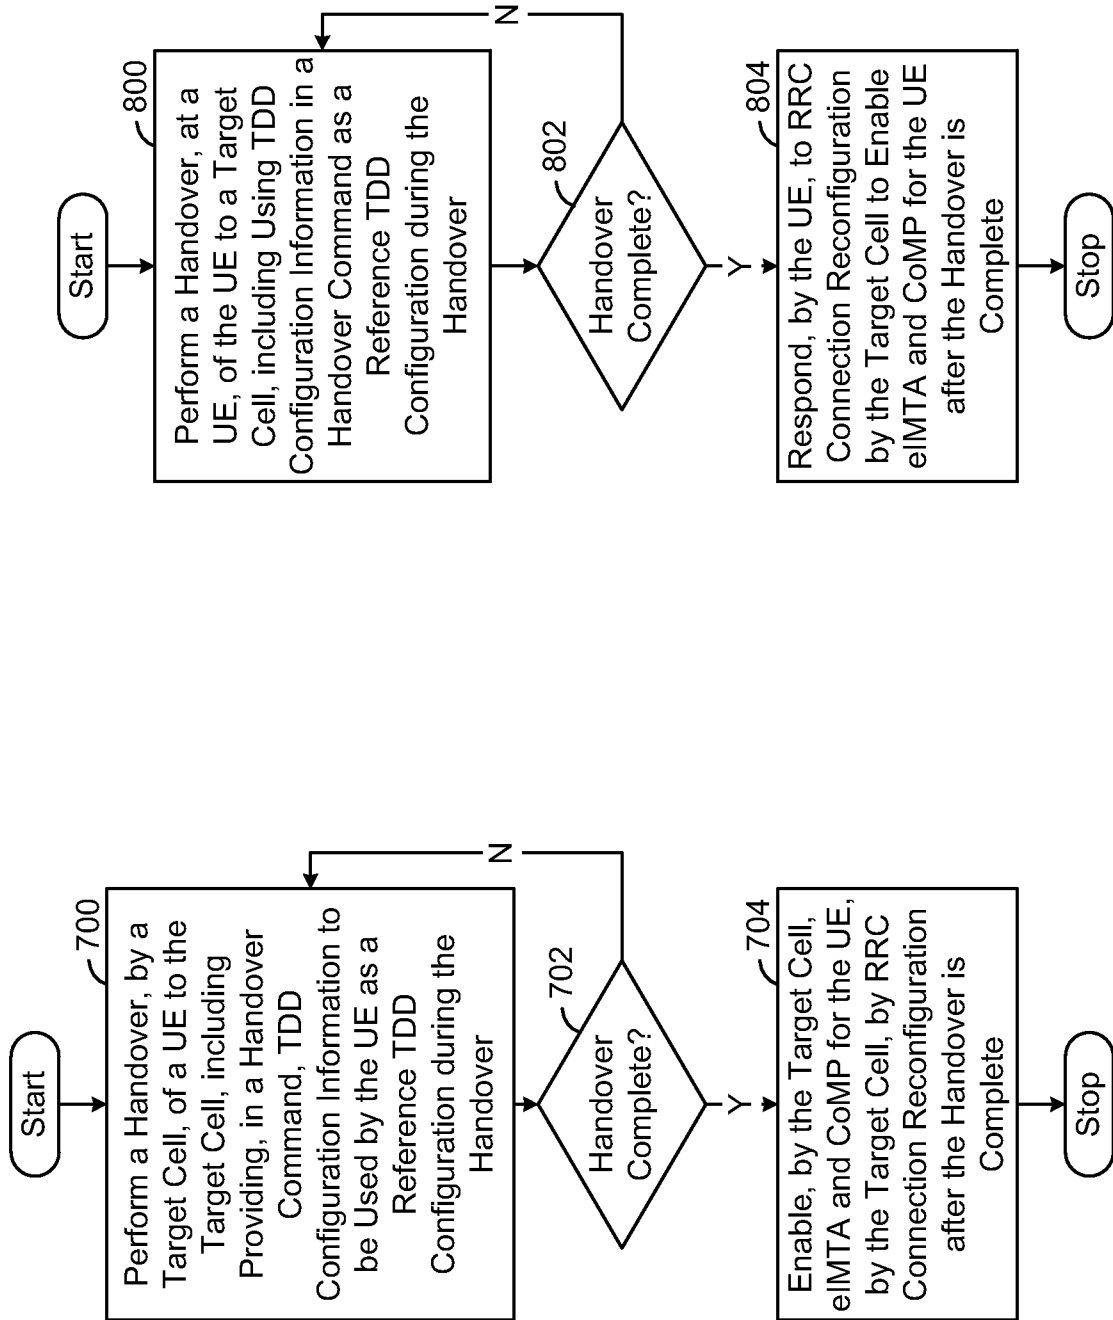 Start
700
Perform a Handover, by a
Target Cell, of a UE to the
Target Cell, including
Providing, in a Handover
Command, TDD
Configuration Information to
be Used by the UE as a
Reference TDD
Configuration during the
Handover
702
Handover
Complete?
N
Y
704
Enable, by the Target Cell,
eIMTA and CoMP for the UE,
by the Target Cell, by RRC
Connection Reconfiguration
after the Handover is
Complete
Stop
Start
800
Perform a Handover, at a
UE, of the UE to a Target
Cell, including Using TDD
Configuration Information in a
Handover Command as a
Reference TDD
Configuration during the
Handover
802
Handover
Complete?
N
Y
804
Respond, by the UE, to RRC
Connection Reconfiguration
by the Target Cell to Enable
eIMTA and CoMP for the UE
after the Handover is
Complete
Stop